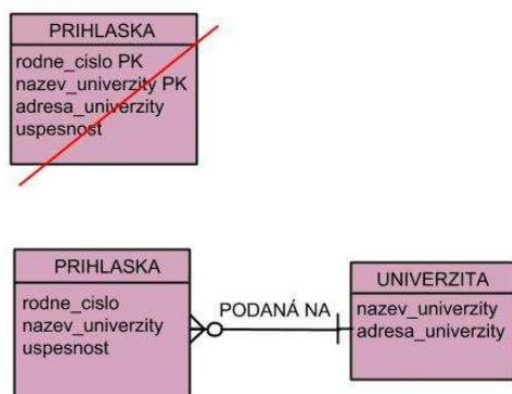 PRIHLASKA
rodne_cislo PK
nazev_univerzity PK
adresa_univerzity
uspesnost
PRIHLASKA
rodne_cislo
nazev_univerzity
uspesnost
PODANÁ NA
UNIVERZITA
nazev_univerzity
adresa_univerzity